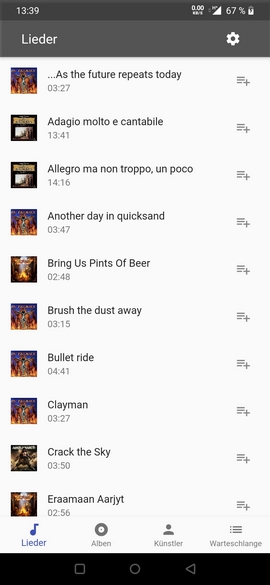 13:39
0.00
KB/S
67 %
Lieder
...As the future repeats today
03:27
Adagio molto e cantabile
13:41
Allegro ma non troppo, un poco
14:16
Another day in quicksand
03:47
Bring Us Pints Of Beer
02:48
Brush the dust away
03:15
Bullet ride
04:41
Clayman
03:27
Crack the Sky
03:50
Eraamaan Aarjyt
02:56
Lieder
Alben
Künstler
Warteschlange